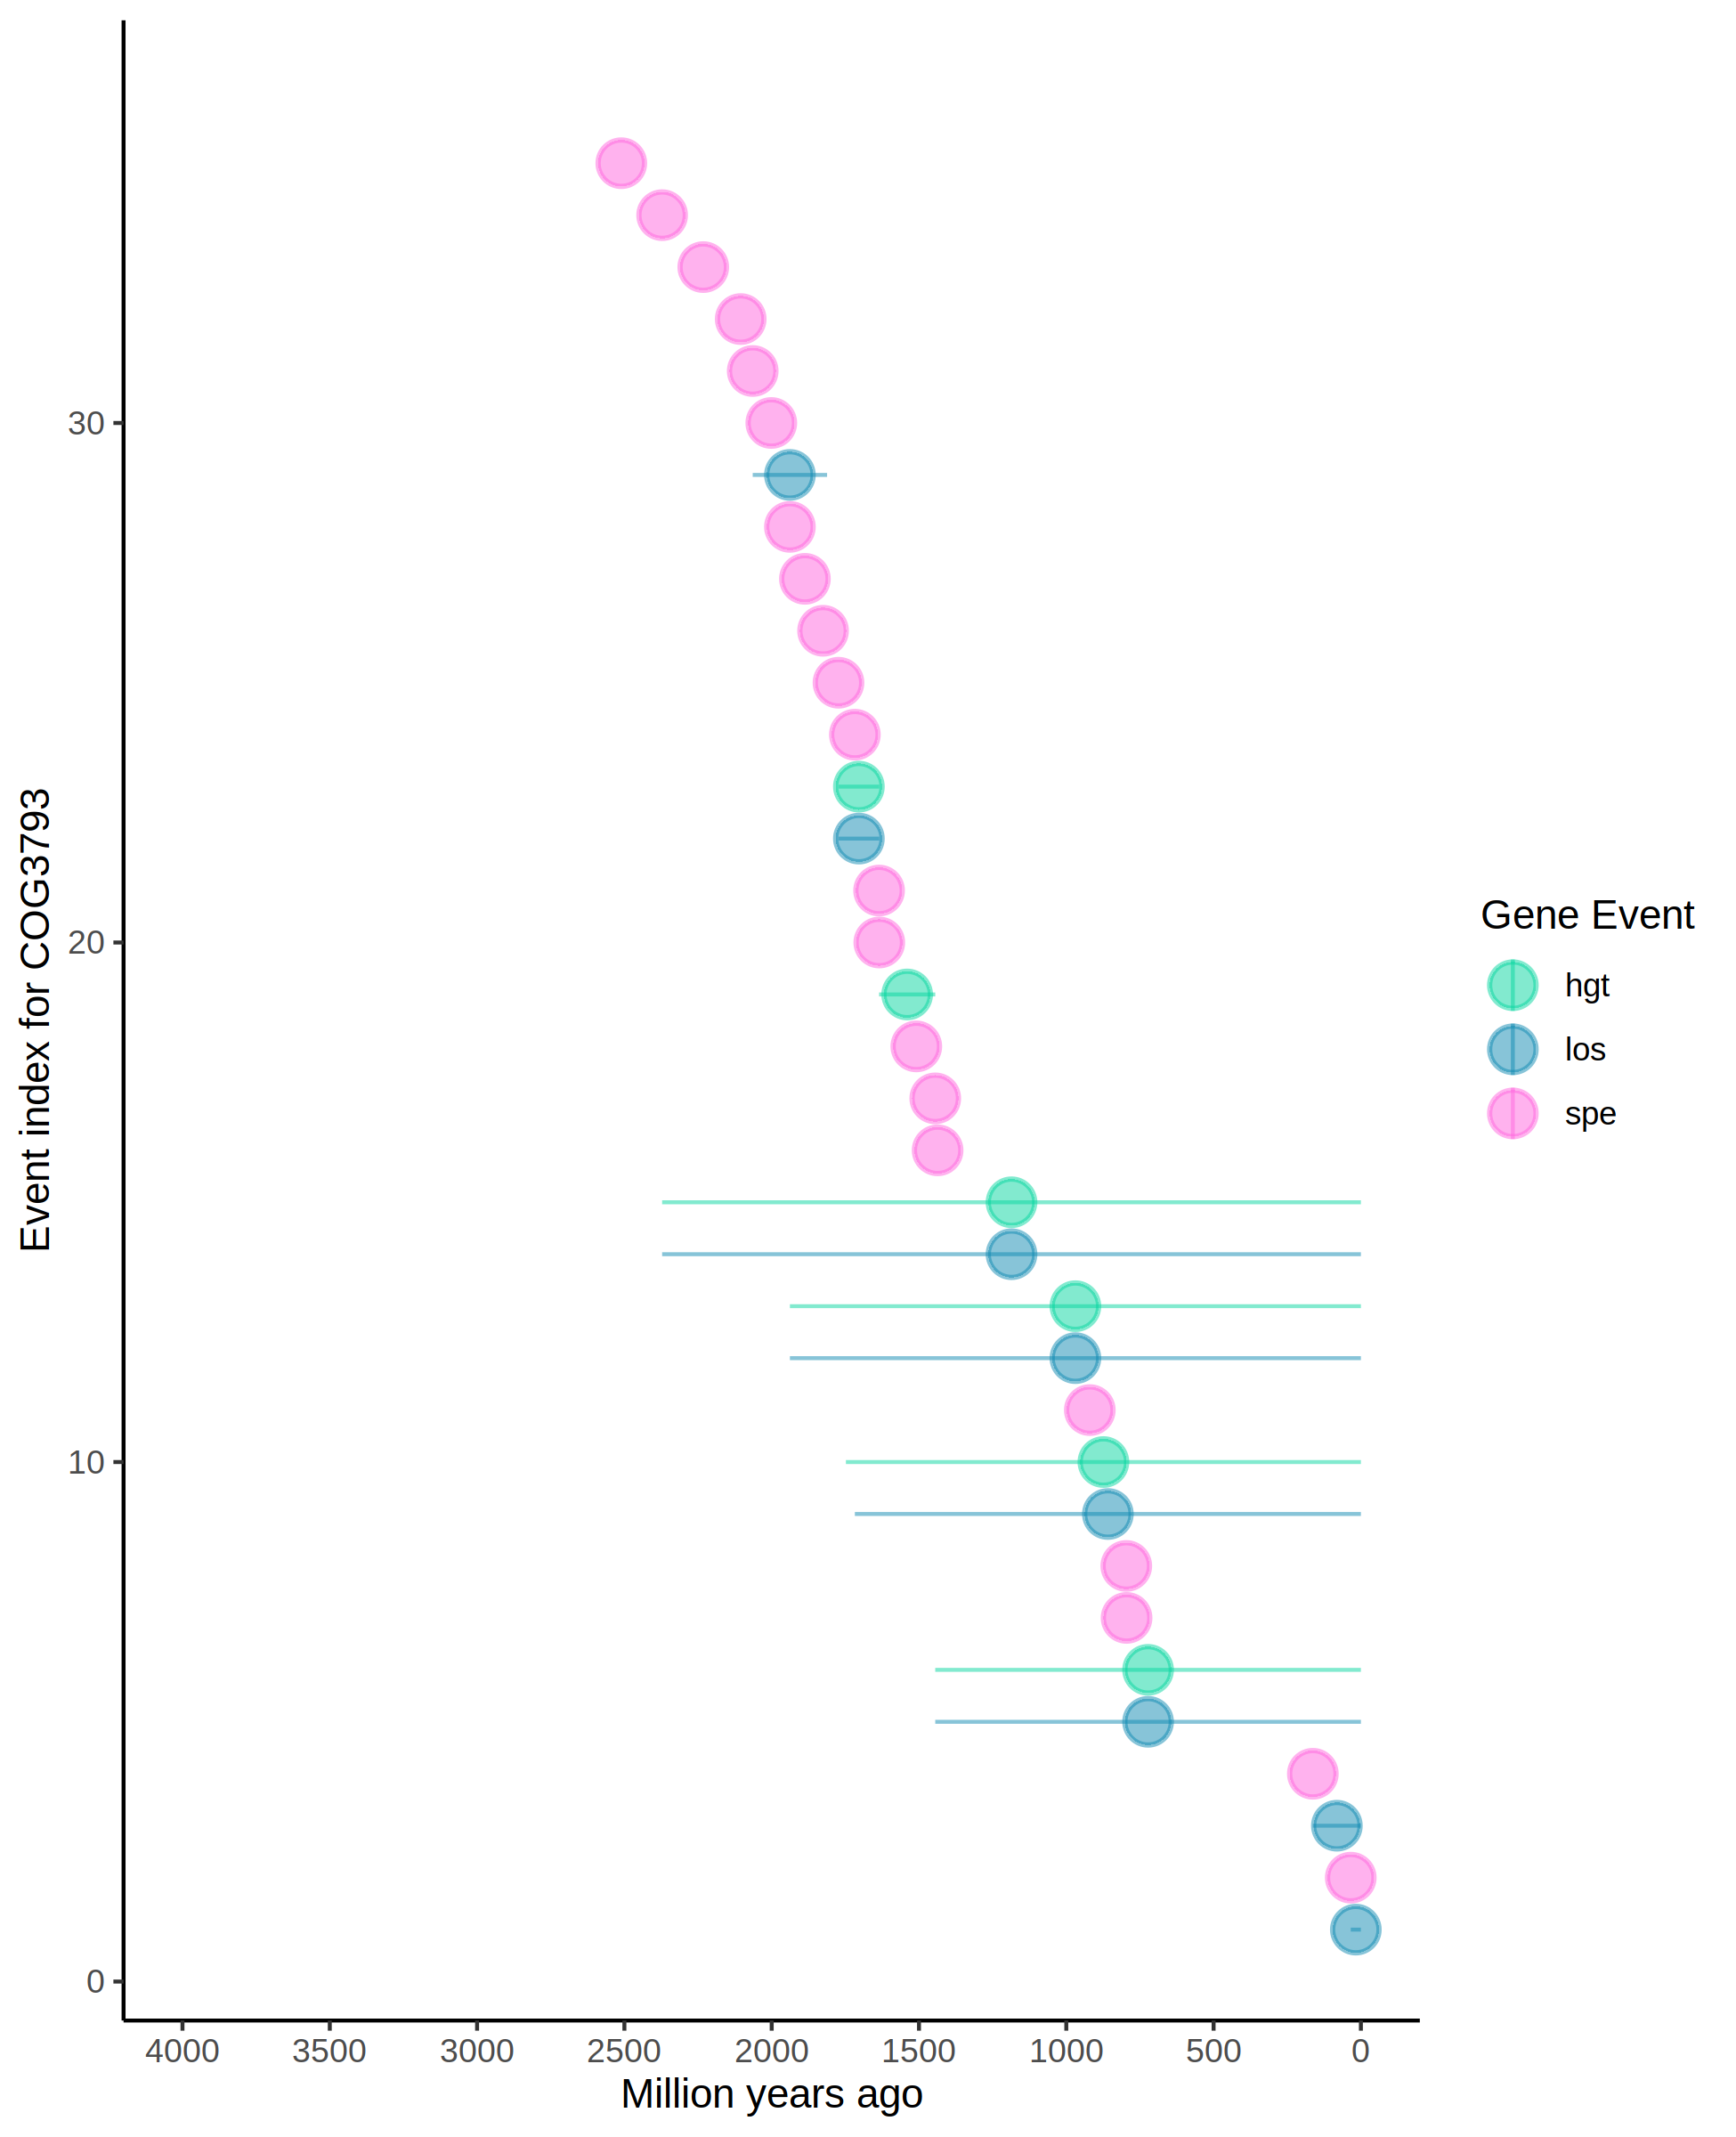 Event index for COG3793
30
20
10
0
4000 3500 3000 2500 2000 1500 1000 500 0
Million years ago
Gene Event
hgt
los
spe